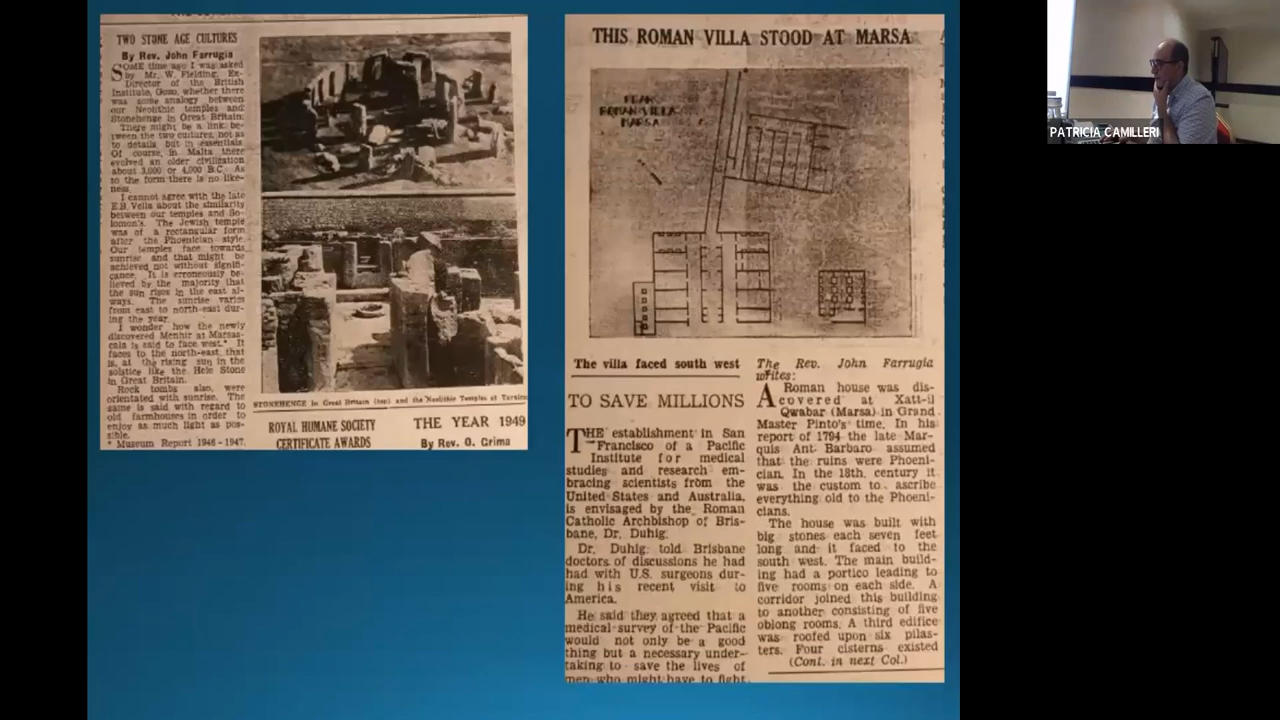 TWO STONE AGE CULTURES
By Rev. John Farrugia
SOME time ago I was asked
by Mr. W. Fielding, Ex-
Director of the British
Institute, Gozo, whether there
was some analogy between
our Neolithic temples and
Stonehenge in Great Britain.
There might be a link be-
tween the two cultures, not as
to details, but in essentials.
Of course, in Malta there
evolved an older civilization
about 3,000 or 4,000 B.C. As
to the form there is no like-
ness.
I cannot agree with the late
E.B. Vella about the similarity
between our temples and So-
lomon's. The Jewish temple
was of a rectangular form
after the Phoenician style.
Our temples face towards
sunrise and that might be
achieved not without signifi-
cance. It is erroneously be-
lieved by the majority that
the sun rises in the east al-
ways. The sunrise varies
from east to north-east dur-
ing the year.
I wonder how the newly
discovered Menhir at Marsas-
cala is said to face west.* It
faces to the north-east, that
is, at the rising sun in the
solstice like the Hele Stone
in Great Britain.
Rock tombs also, were
orientated with sunrise. The
same is said with regard to
old farmhouses in order to
enjoy as much light as pos-
sible.
* Museum Report 1946-1947.
STONEHENGE in Great Britain (top) and the Neolithic Temples at Tarxien
ROYAL HUMANE SOCIETY
CERTIFICATE AWARDS
THE YEAR 1949
By Rev. O. Grima
THIS ROMAN VILLA STOOD AT MARSA
PLAN
ROMAN VILLA
MARSA
The villa faced south west
TO SAVE MILLIONS
THE establishment in San
Francisco of a Pacific
Institute for medical
studies and research em-
bracing scientists from the
United States and Australia,
is envisaged by the Roman
Catholic Archbishop of Bris-
bane, Dr. Duhig.
Dr. Duhig told Brisbane
doctors of discussions he had
had with U.S. surgeons dur-
ing his recent visit to
America.
He said they agreed that a
medical survey of the Pacific
would not only be a good
thing but a necessary under-
taking to save the lives of
men who might have to fight
The Rev. John Farrugia
writes:
A Roman house was dis-
covered at Xatt-il
Qwabar (Marsa) in Grand
Master Pinto's time. In his
report of 1794 the late Mar-
quis Ant. Barbaro assumed
that the ruins were Phoeni-
cian. In the 18th. century it
was the custom to ascribe
everything old to the Phoeni-
cians.
The house was built with
big stones each seven feet
long and it faced to the
south west. The main build-
ing had a portico leading to
five rooms on each side. A
corridor joined this building
to another consisting of five
oblong rooms. A third edifice
was roofed upon six pilas-
ters. Four cisterns existed
(Cont. in next Col.)
PATRICIA CAMILLERI